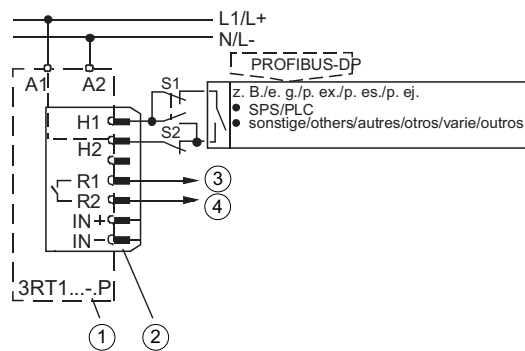 L1/L+
N/L-
PROFIBUS-DP
A1 A2
S1
z. B./e. g./p. ex./p. es./p. ej.
● SPS/PLC
● sonstige/others/autres/otros/varie/outros
H1
S2
H2
R1
3
R2
4
IN+
IN−
3RT1...-.P
1 2